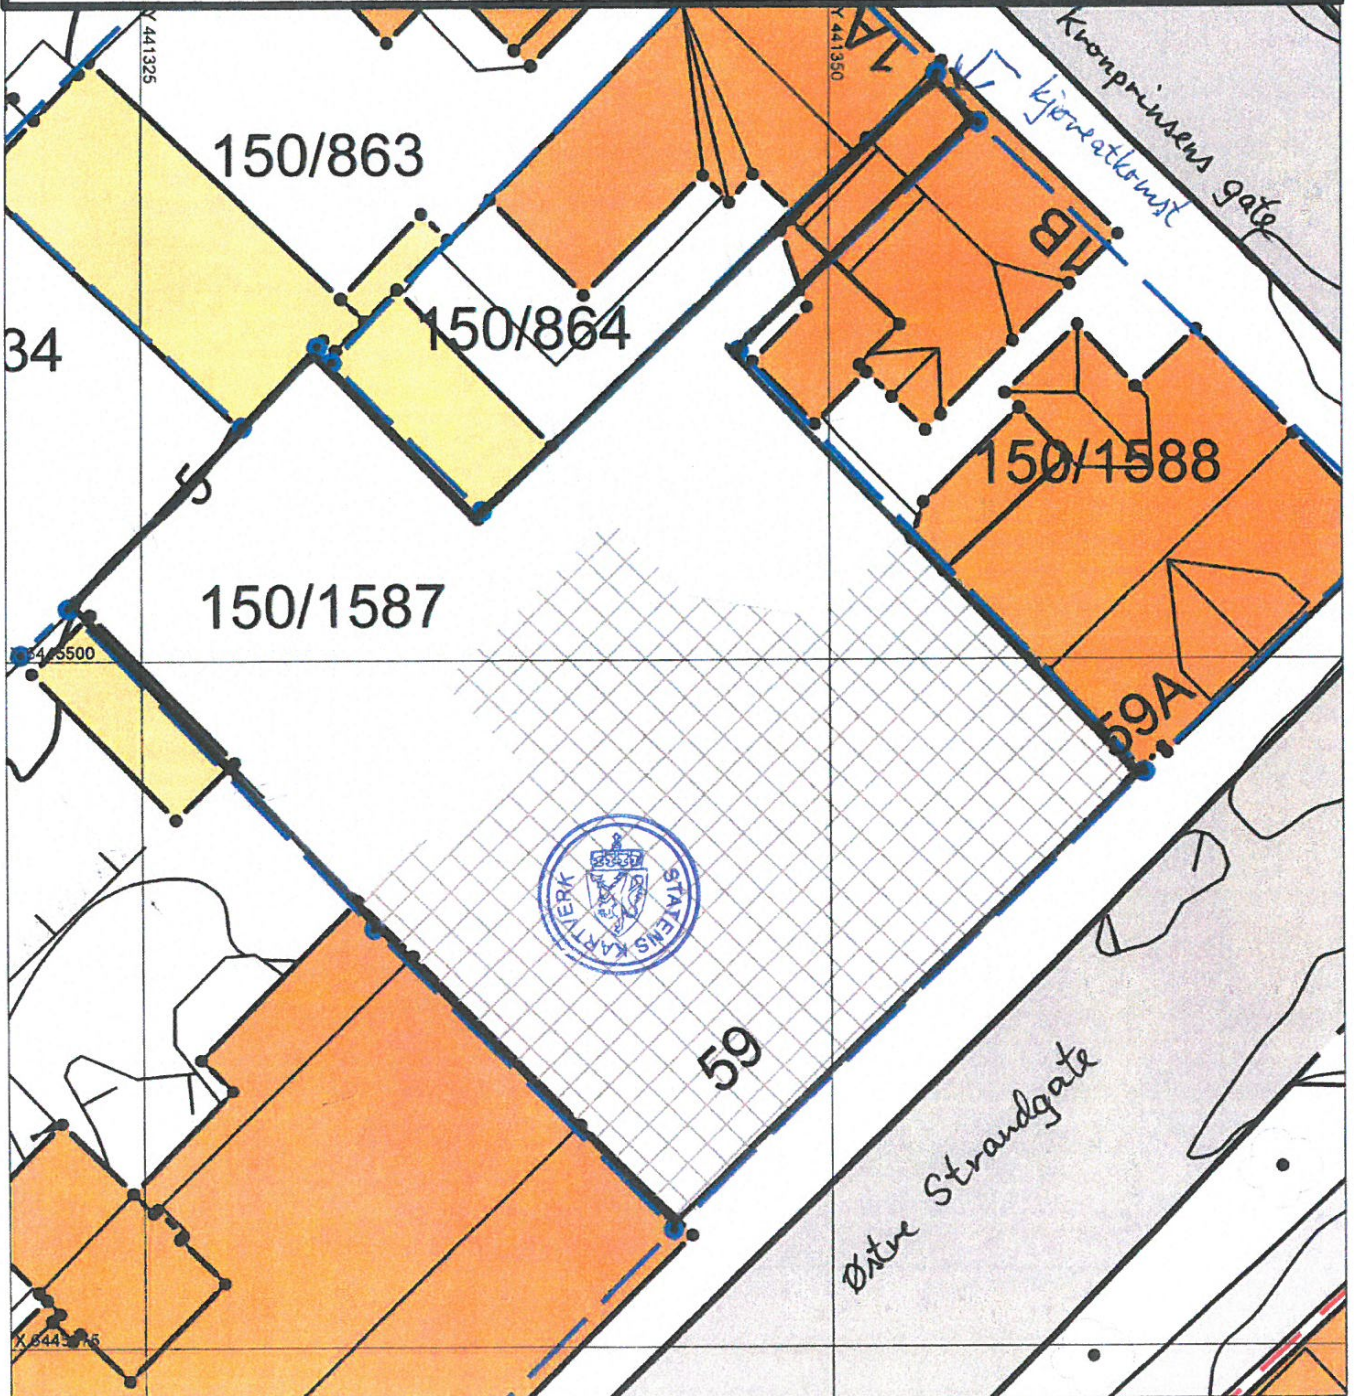 Y 441325
Y 441350
1A
Kronprinsens gate
kjøreatkomst
150/863
1B
34
150/864
150/1588
5
150/1587
59A
STATENS KARTVERK
59
Østre Strandgate